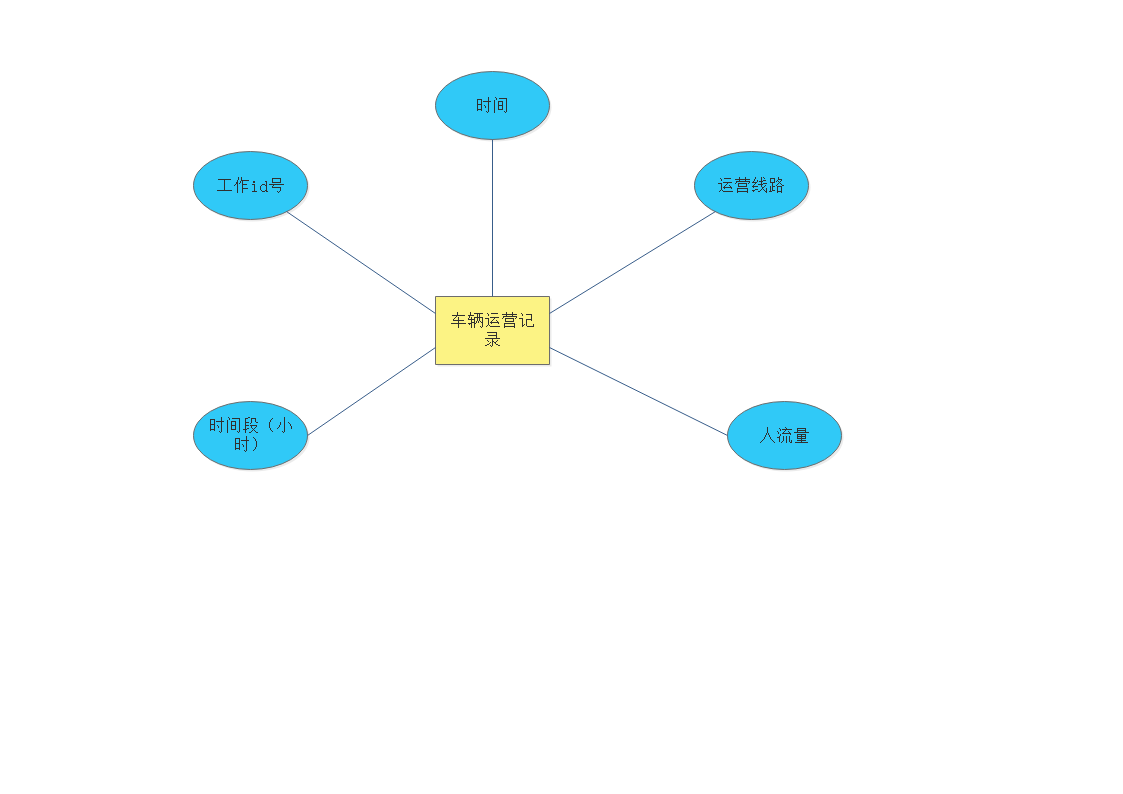 时间
工作id号
运营线路
车辆运营记
录
时间段（小
时）
人流量